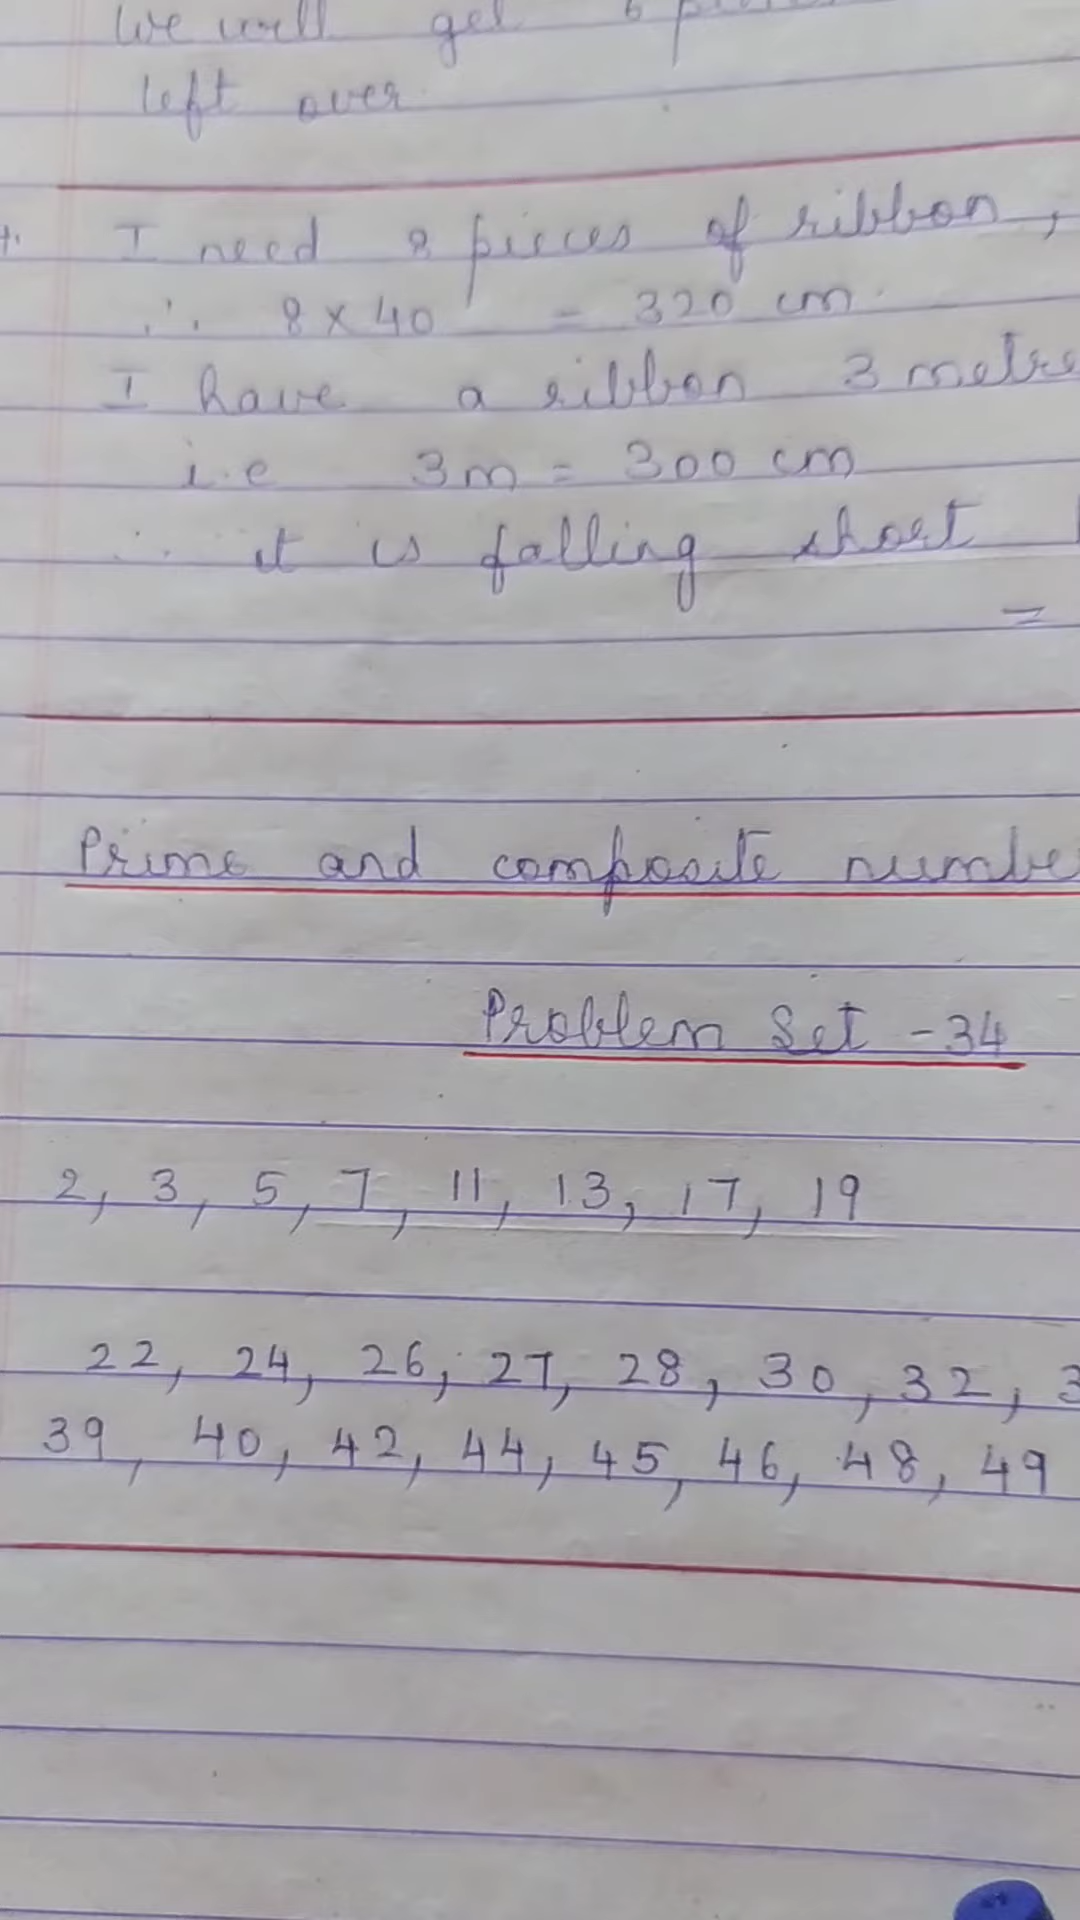 We will get 6
left over
I need 8 pieces of ribbon,
∴ 8 x 40 = 320 cm.
I have a ribbon 3 metre
i.e 3m = 300 cm
∴ it is falling short
=
Prime and composite numbe
Problem Set - 34
2, 3, 5, 7, 11, 13, 17, 19
22, 24, 26, 27, 28, 30, 32, 3
39, 40, 42, 44, 45, 46, 48, 49